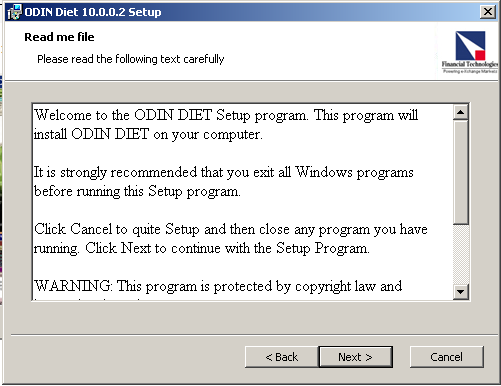 ODIN Diet 10.0.0.2 Setup
Read me file
Please read the following text carefully
Financial Technologies
Powering e-Xchange Markets
Welcome to the ODIN DIET Setup program. This program will
install ODIN DIET on your computer.
It is strongly recommended that you exit all Windows programs
before running this Setup program.
Click Cancel to quite Setup and then close any program you have
running. Click Next to continue with the Setup Program.
WARNING: This program is protected by copyright law and
< Back
Next >
Cancel